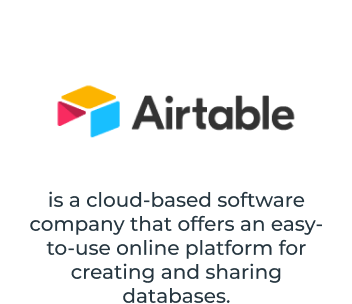 Airtable
is a cloud-based software
company that offers an easy-
to-use online platform for
creating and sharing
databases.